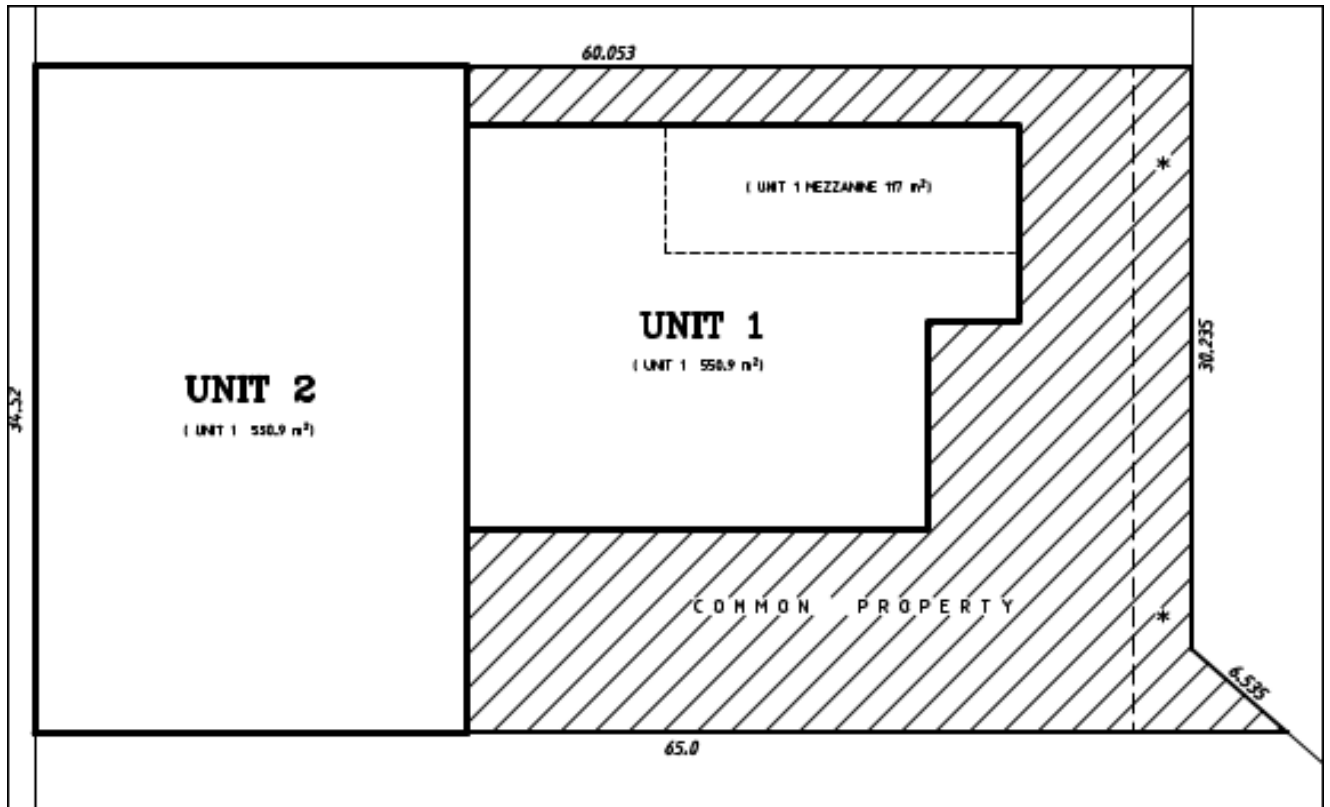 60.053
*
( UNIT 1 MEZZANINE 117 m²)
UNIT 1
( UNIT 1 550.9 m²)
30.235
UNIT 2
( UNIT 1 550.9 m²)
34.52
COMMON PROPERTY
*
6.535
65.0